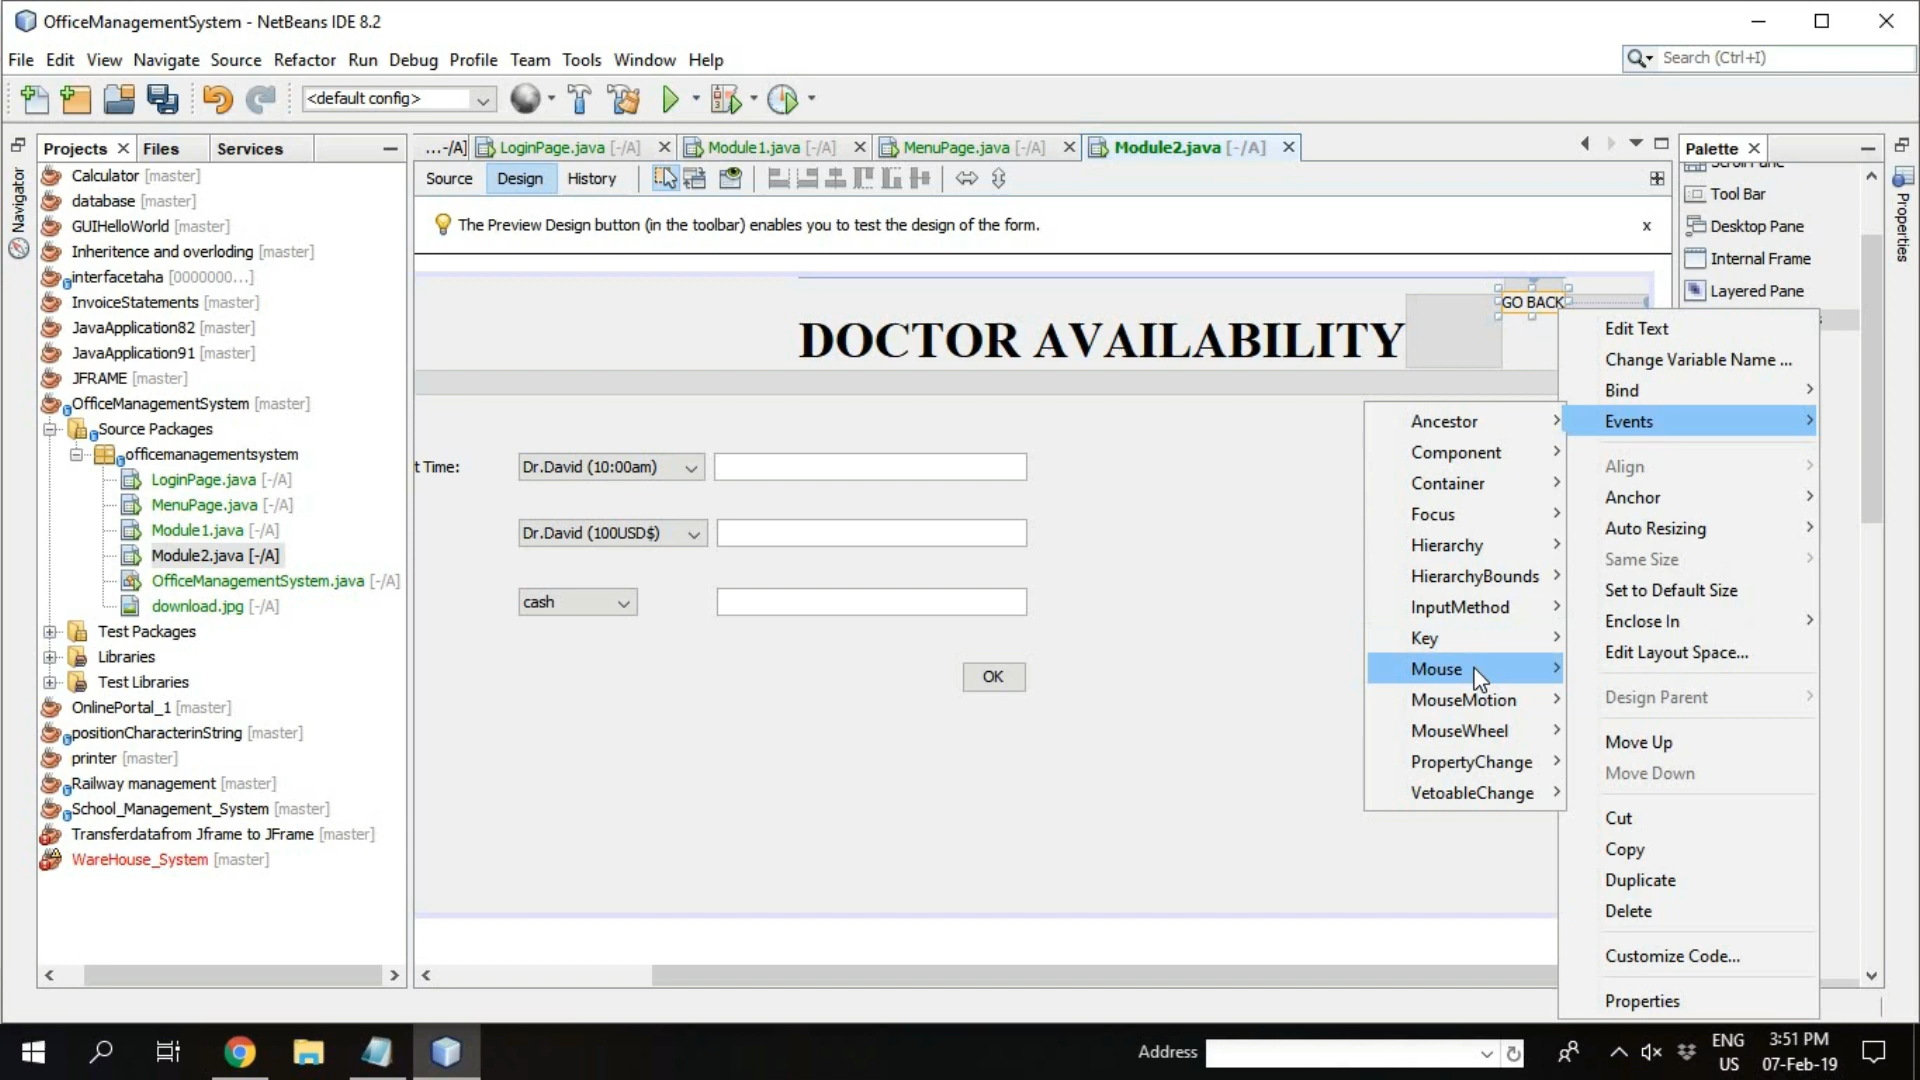 OfficeManagementSystem - NetBeans IDE 8.2
File Edit View Navigate Source Refactor Run Debug Profile Team Tools Window Help
Search (Ctrl+I)
<default config>
Projects Files Services
...-/A] LoginPage.java [-/A] Module1.java [-/A] MenuPage.java [-/A] Module2.java [-/A]
Palette
Source Design History
The Preview Design button (in the toolbar) enables you to test the design of the form.
x
Navigator
Properties
Calculator [master]
database [master]
GUIHelloWorld [master]
Inheritence and overloding [master]
interfacetaha [0000000...]
InvoiceStatements [master]
JavaApplication82 [master]
JavaApplication91 [master]
JFRAME [master]
OfficeManagementSystem [master]
Source Packages
officemanagementsystem
LoginPage.java [-/A]
MenuPage.java [-/A]
Module1.java [-/A]
Module2.java [-/A]
OfficeManagementSystem.java [-/A]
download.jpg [-/A]
Test Packages
Libraries
Test Libraries
OnlinePortal_1 [master]
positionCharacterinString [master]
printer [master]
Railway management [master]
School_Management_System [master]
Transferdatafrom Jframe to JFrame [master]
WareHouse_System [master]
GO BACK
DOCTOR AVAILABILITY
t Time:
Dr.David (10:00am)
Dr.David (100USD$)
cash
OK
Scroll Pane
Tool Bar
Desktop Pane
Internal Frame
Layered Pane
Ancestor
Component
Container
Focus
Hierarchy
HierarchyBounds
InputMethod
Key
Mouse
MouseMotion
MouseWheel
PropertyChange
VetoableChange
Edit Text
Change Variable Name ...
Bind
Events
Align
Anchor
Auto Resizing
Same Size
Set to Default Size
Enclose In
Edit Layout Space...
Design Parent
Move Up
Move Down
Cut
Copy
Duplicate
Delete
Customize Code...
Properties
Address
ENG
US
3:51 PM
07-Feb-19